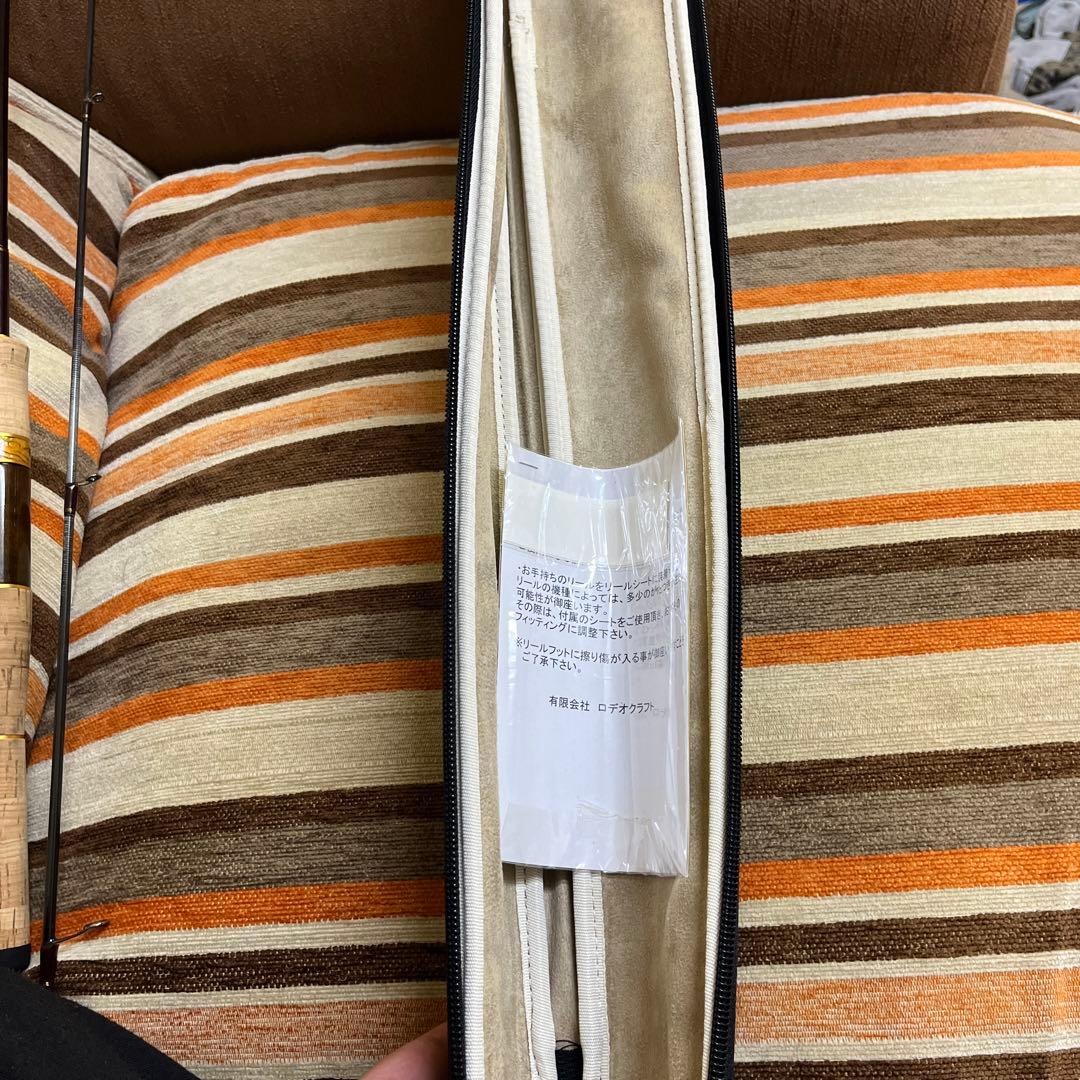 ・お手持ちのリールをリールシートに
リールの機種によっては、多少の
可能性が御座います。
その際は、付属のシートをご使用頂き、
フィッティングに調整下さい。
※リールフットに擦り傷が入る事が御座い
ご了承下さい。
有限会社 ロデオクラフト